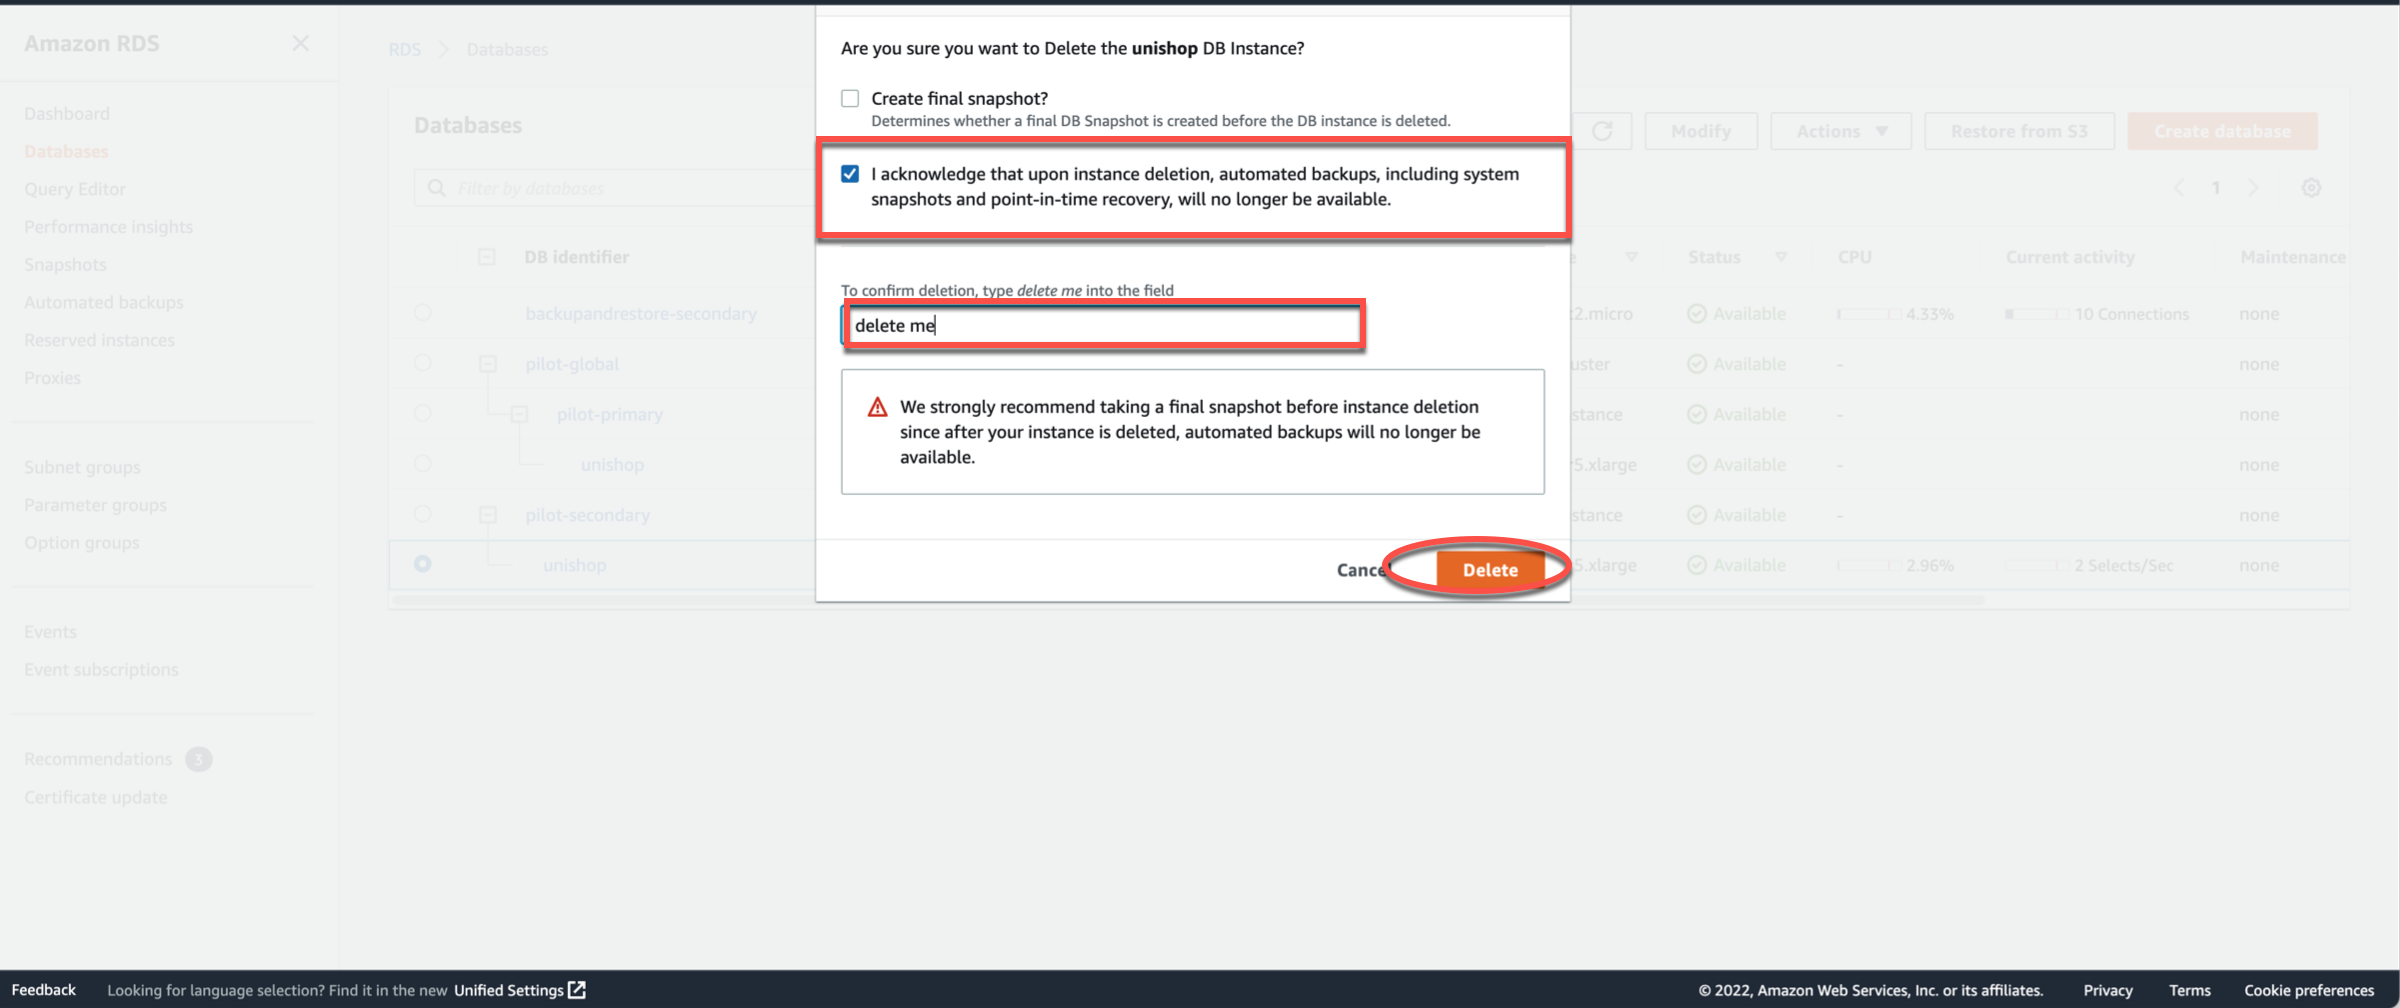 Amazon RDS
Dashboard
Databases
Query Editor
Performance insights
Snapshots
Automated backups
Reserved instances
Proxies
Subnet groups
Parameter groups
Option groups
Events
Event subscriptions
Recommendations 3
Certificate update
RDS Databases
Databases
Modify Actions Restore from S3 Create database
Filter by databases
1
DB identifier Status CPU Current activity Maintenance
backupandrestore-secondary 2.micro Available 4.33% 10 Connections none
pilot-global uster Available - none
pilot-primary stance Available - none
unishop 5.xlarge Available - none
pilot-secondary stance Available - none
unishop 5.xlarge Available 2.96% 2 Selects/Sec none
Are you sure you want to Delete the unishop DB Instance?
Create final snapshot?
Determines whether a final DB Snapshot is created before the DB instance is deleted.
I acknowledge that upon instance deletion, automated backups, including system
snapshots and point-in-time recovery, will no longer be available.
To confirm deletion, type delete me into the field
delete me
We strongly recommend taking a final snapshot before instance deletion
since after your instance is deleted, automated backups will no longer be
available.
Cancel Delete
Feedback Looking for language selection? Find it in the new Unified Settings © 2022, Amazon Web Services, Inc. or its affiliates. Privacy Terms Cookie preferences